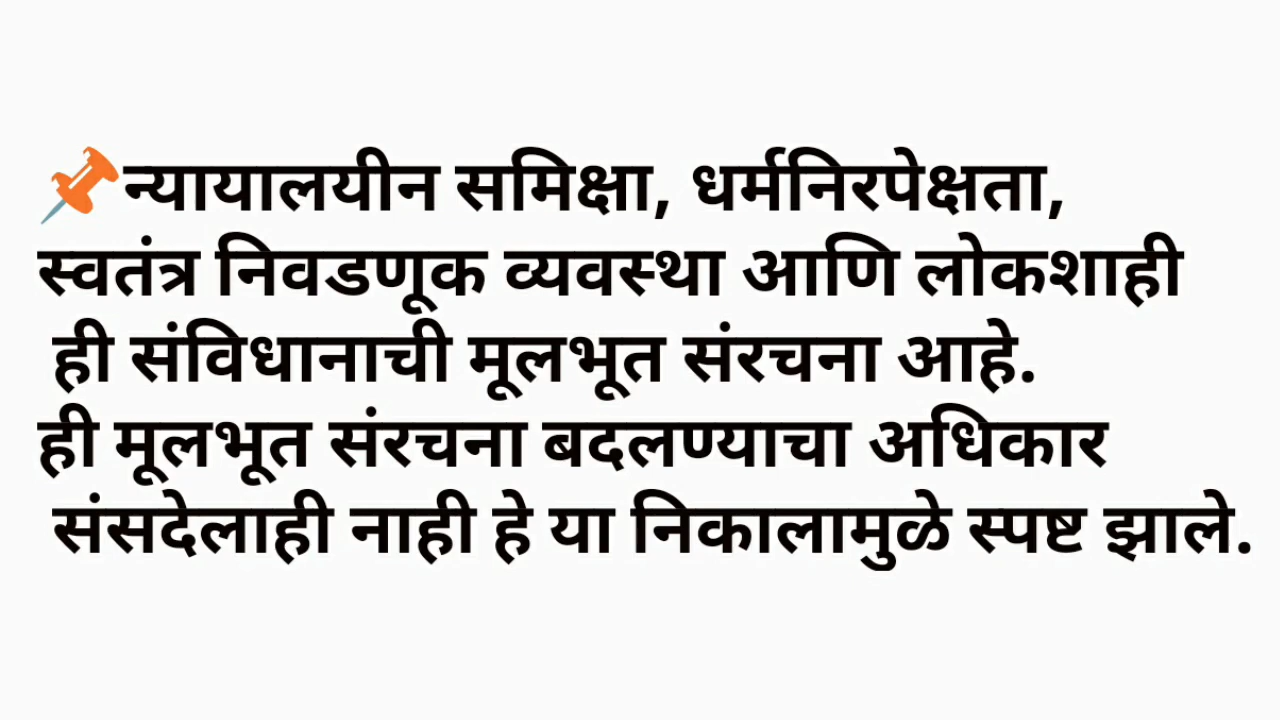 📌न्यायालयीन समिक्षा, धर्मनिरपेक्षता,
स्वतंत्र निवडणूक व्यवस्था आणि लोकशाही
ही संविधानाची मूलभूत संरचना आहे.
ही मूलभूत संरचना बदलण्याचा अधिकार
संसदेलाही नाही हे या निकालामुळे स्पष्ट झाले.